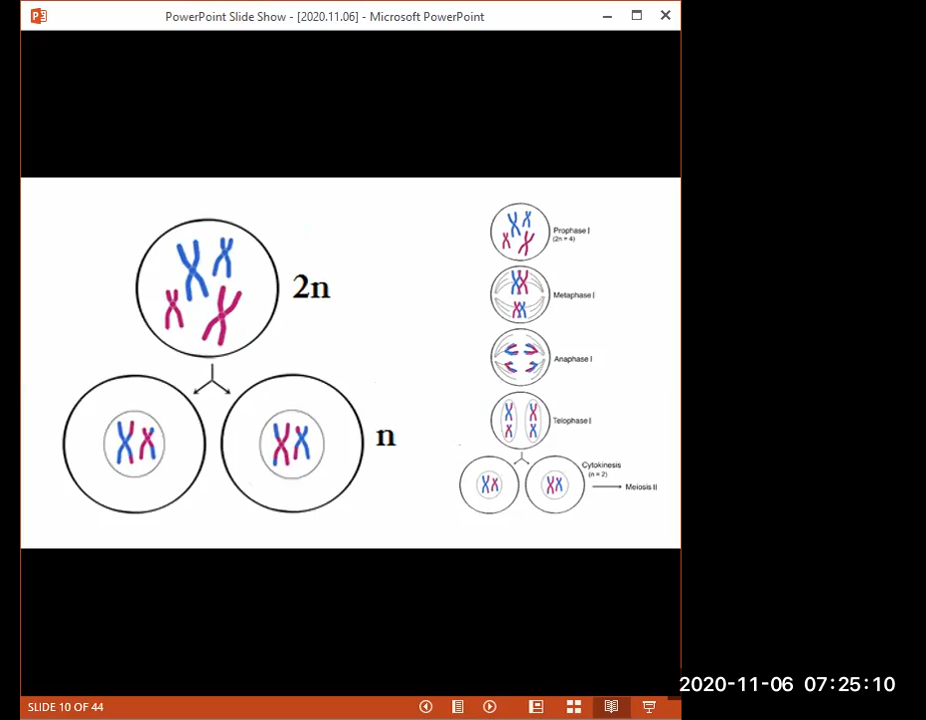 PowerPoint Slide Show - [2020.11.06] - Microsoft PowerPoint
2n
n
Prophase I
(2n = 4)
Metaphase I
Anaphase I
Telophase I
Cytokinesis
(n = 2)
Meiosis II
2020-11-06 07:25:10
SLIDE 10 OF 44